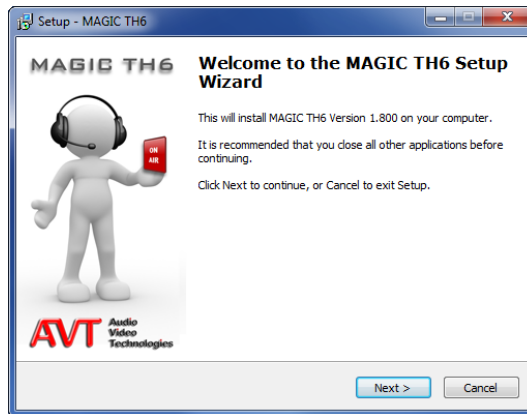 Setup - MAGIC TH6
MAGIC TH6
ON
AIR
AVT Audio
Video
Technologies
Welcome to the MAGIC TH6 Setup
Wizard
This will install MAGIC TH6 Version 1.800 on your computer.
It is recommended that you close all other applications before
continuing.
Click Next to continue, or Cancel to exit Setup.
Next >
Cancel